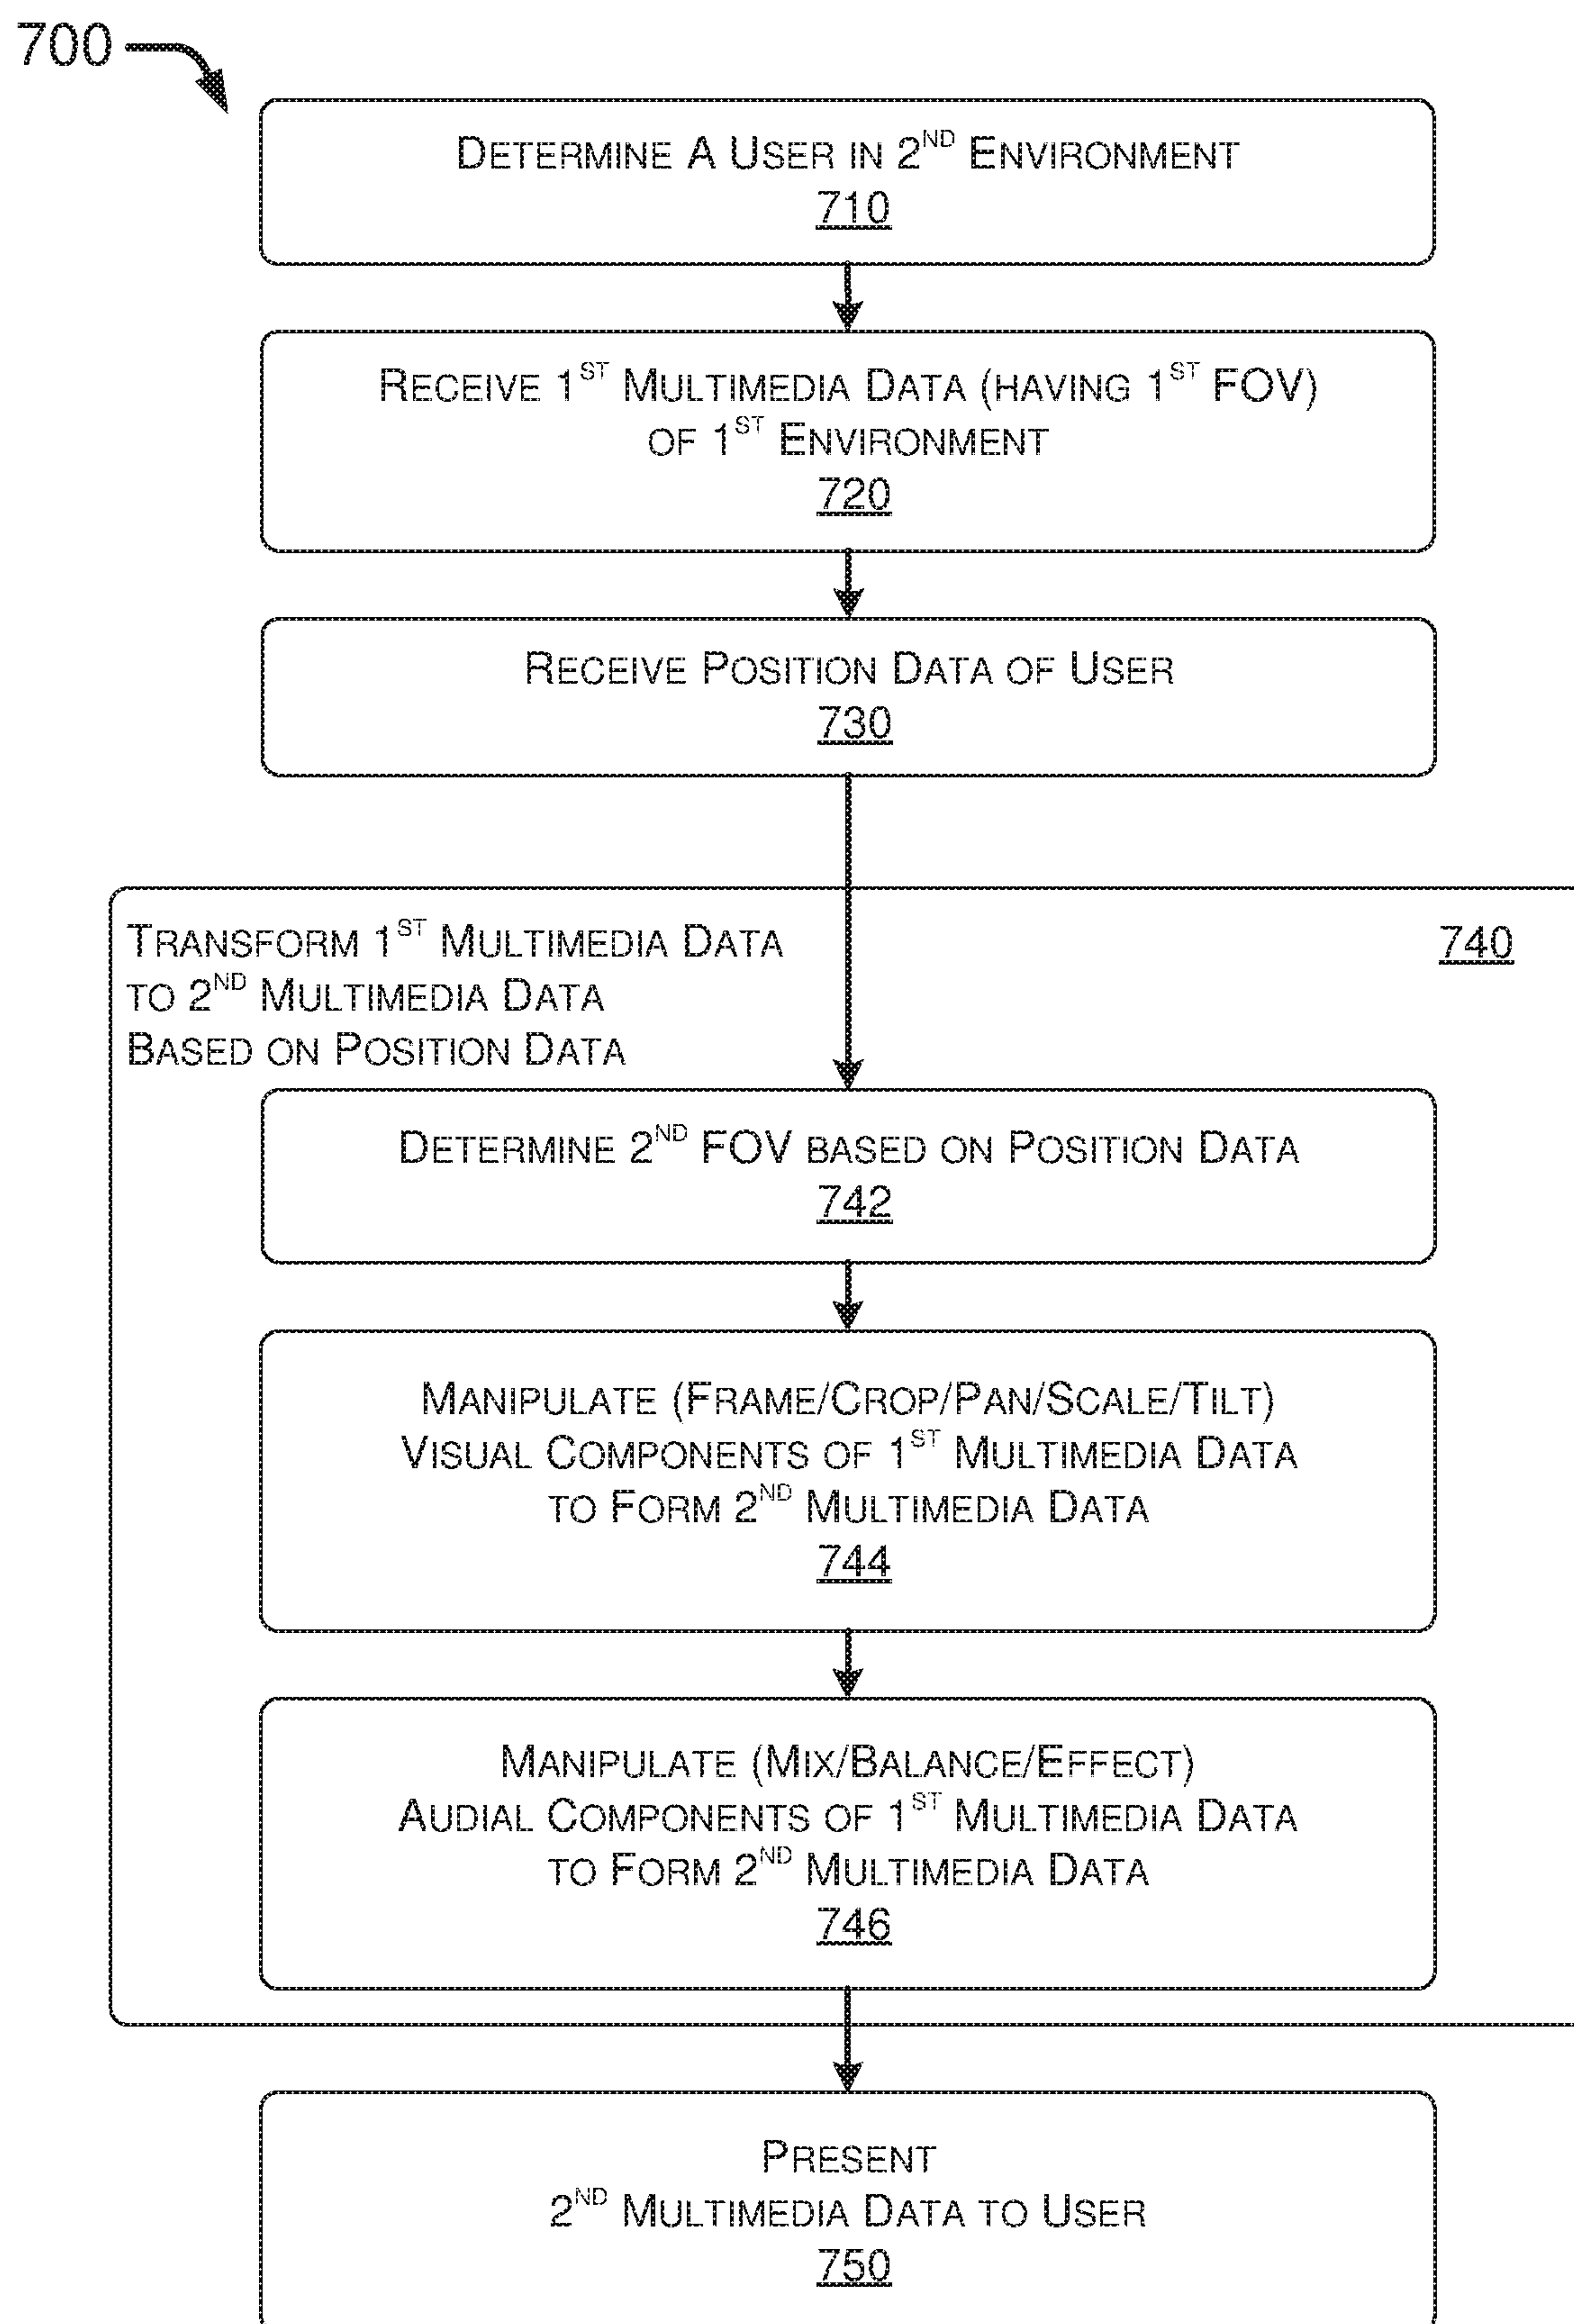 700
DETERMINE A USER IN 2ND ENVIRONMENT
710
RECEIVE 1ST MULTIMEDIA DATA (HAVING 1ST FOV)
OF 1ST ENVIRONMENT
720
RECEIVE POSITION DATA OF USER
730
TRANSFORM 1ST MULTIMEDIA DATA
TO 2ND MULTIMEDIA DATA
BASED ON POSITION DATA
740
DETERMINE 2ND FOV BASED ON POSITION DATA
742
MANIPULATE (FRAME/CROP/PAN/SCALE/TILT)
VISUAL COMPONENTS OF 1ST MULTIMEDIA DATA
TO FORM 2ND MULTIMEDIA DATA
744
MANIPULATE (MIX/BALANCE/EFFECT)
AUDIAL COMPONENTS OF 1ST MULTIMEDIA DATA
TO FORM 2ND MULTIMEDIA DATA
746
PRESENT
2ND MULTIMEDIA DATA TO USER
750